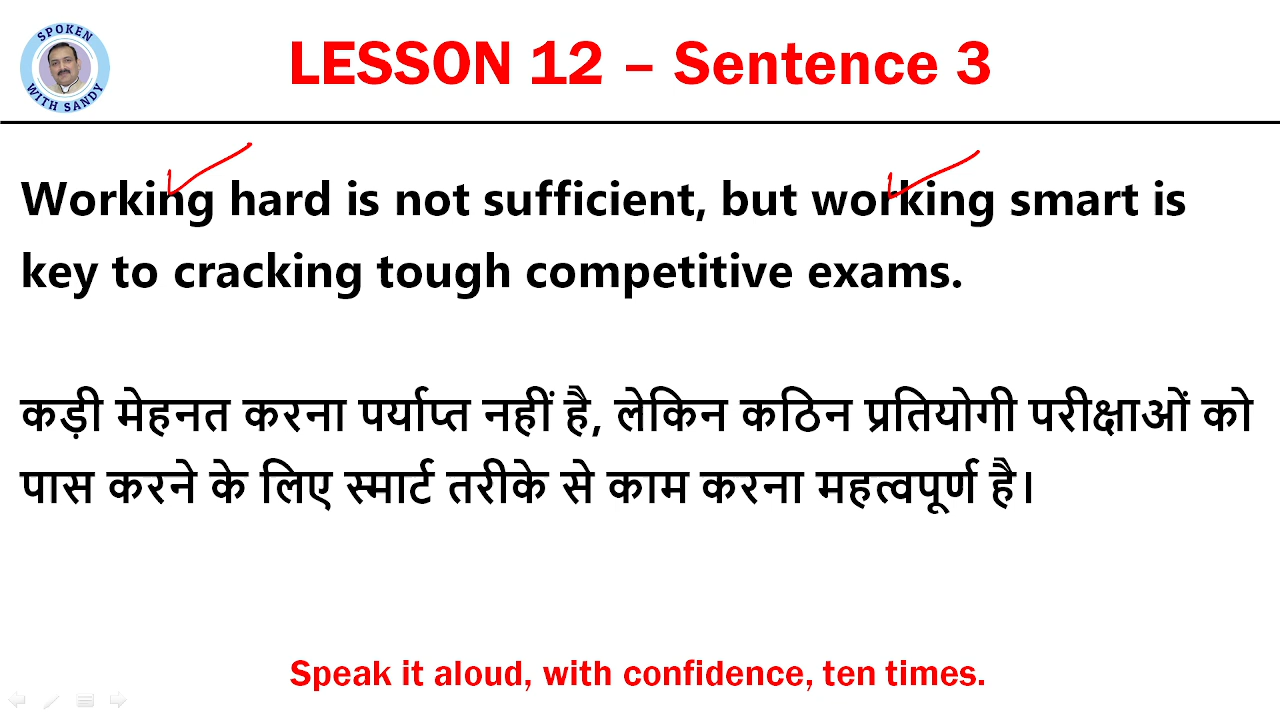 SPOKEN
WITH SANDY
LESSON 12 – Sentence 3
Working hard is not sufficient, but working smart is
key to cracking tough competitive exams.
कड़ी मेहनत करना पर्याप्त नहीं है, लेकिन कठिन प्रतियोगी परीक्षाओं को
पास करने के लिए स्मार्ट तरीके से काम करना महत्वपूर्ण है।
Speak it aloud, with confidence, ten times.